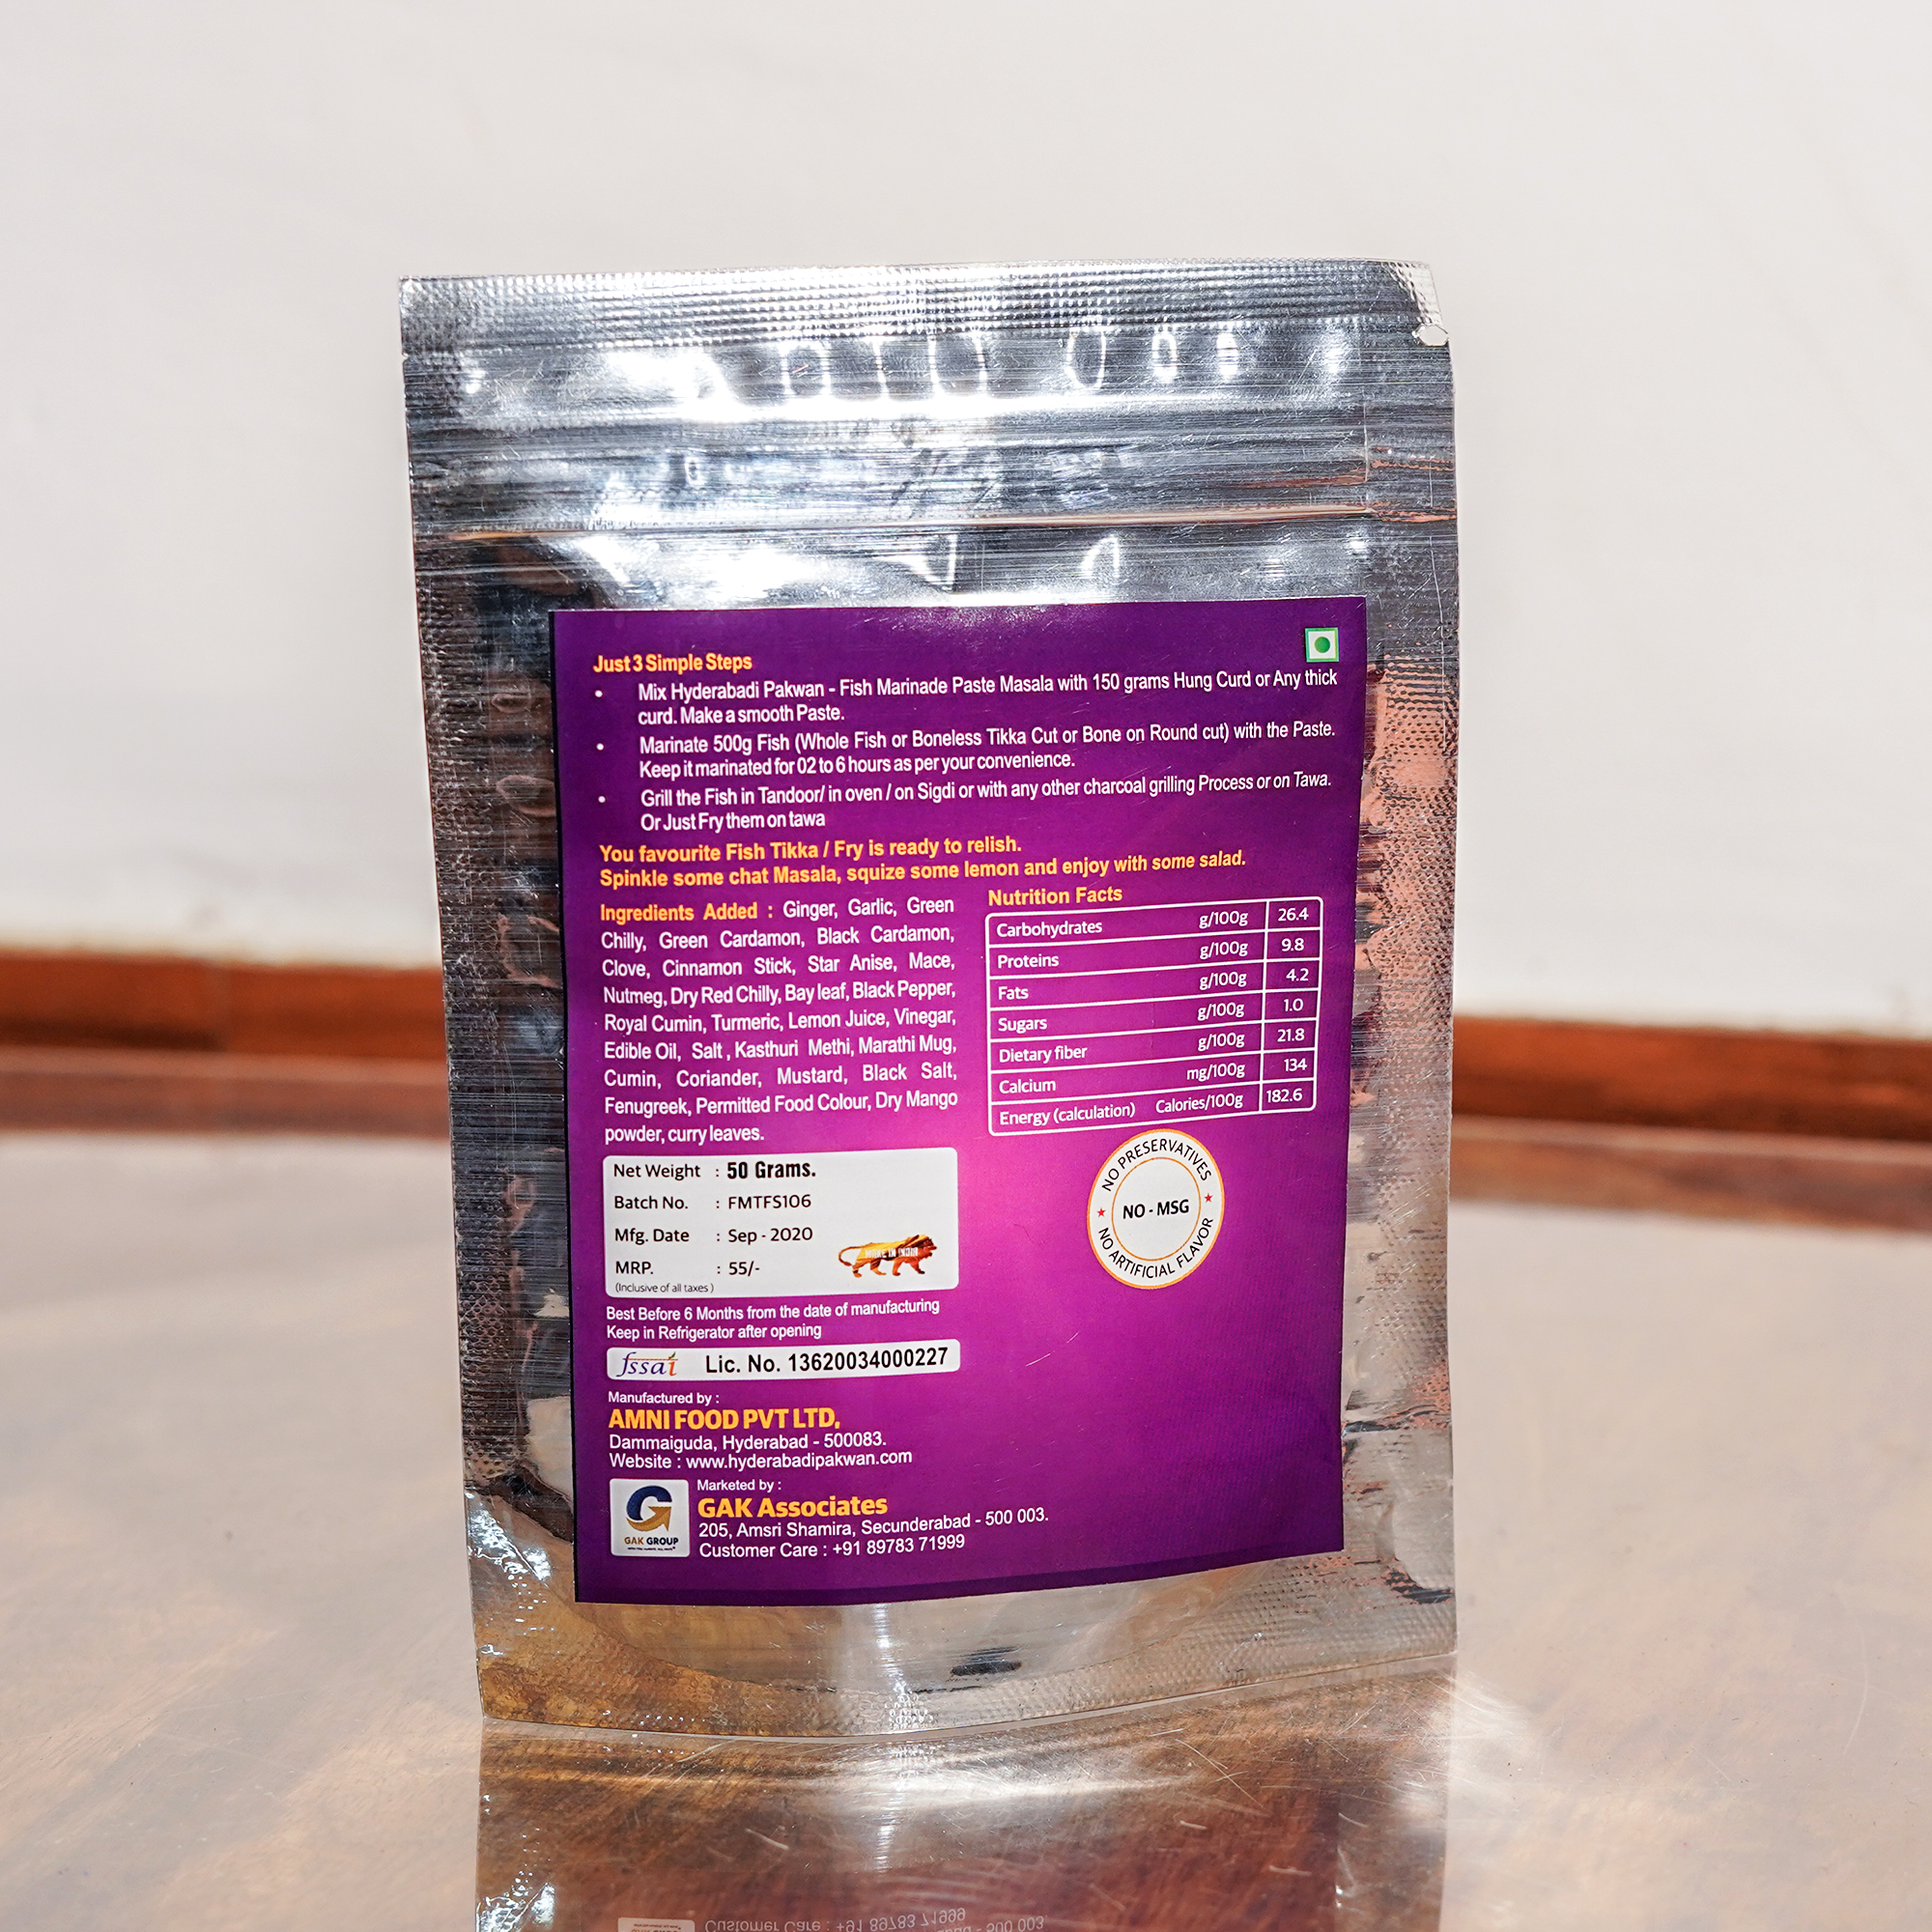 Just 3 Simple Steps
• Mix Hyderabadi Pakwan - Fish Marinade Paste Masala with 150 grams Hung Curd or Any thick
curd. Make a smooth Paste.
• Marinate 500g Fish (Whole Fish or Boneless Tikka Cut or Bone on Round cut) with the Paste.
Keep it marinated for 02 to 6 hours as per your convenience.
• Grill the Fish in Tandoor/ in oven / on Sigdi or with any other charcoal grilling Process or on Tawa.
Or Just Fry them on tawa
You favourite Fish Tikka / Fry is ready to relish.
Spinkle some chat Masala, squize some lemon and enjoy with some salad.
Ingredients Added : Ginger, Garlic, Green
Chilly, Green Cardamon, Black Cardamon,
Clove, Cinnamon Stick, Star Anise, Mace,
Nutmeg, Dry Red Chilly, Bay leaf, Black Pepper,
Royal Cumin, Turmeric, Lemon Juice, Vinegar,
Edible Oil, Salt , Kasthuri Methi, Marathi Mug,
Cumin, Coriander, Mustard, Black Salt,
Fenugreek, Permitted Food Colour, Dry Mango
powder, curry leaves.
Nutrition Facts
Carbohydrates g/100g 26.4
Proteins g/100g 9.8
Fats g/100g 4.2
Sugars g/100g 1.0
Dietary fiber g/100g 21.8
Calcium mg/100g 134
Energy (calculation) Calories/100g 182.6
NO PRESERVATIVES
NO - MSG
NO ARTIFICIAL FLAVOR
Net Weight : 50 Grams.
Batch No. : FMTFS106
Mfg. Date : Sep - 2020
MRP. : 55/-
(Inclusive of all taxes )
MAKE IN INDIA
Best Before 6 Months from the date of manufacturing
Keep in Refrigerator after opening
fssai Lic. No. 13620034000227
Manufactured by :
AMNI FOOD PVT LTD.
Dammaiguda, Hyderabad - 500083.
Website : www.hyderabadipakwan.com
GAK GROUP
Marketed by :
GAK Associates
205, Amsri Shamira, Secunderabad - 500 003.
Customer Care : +91 89783 71999